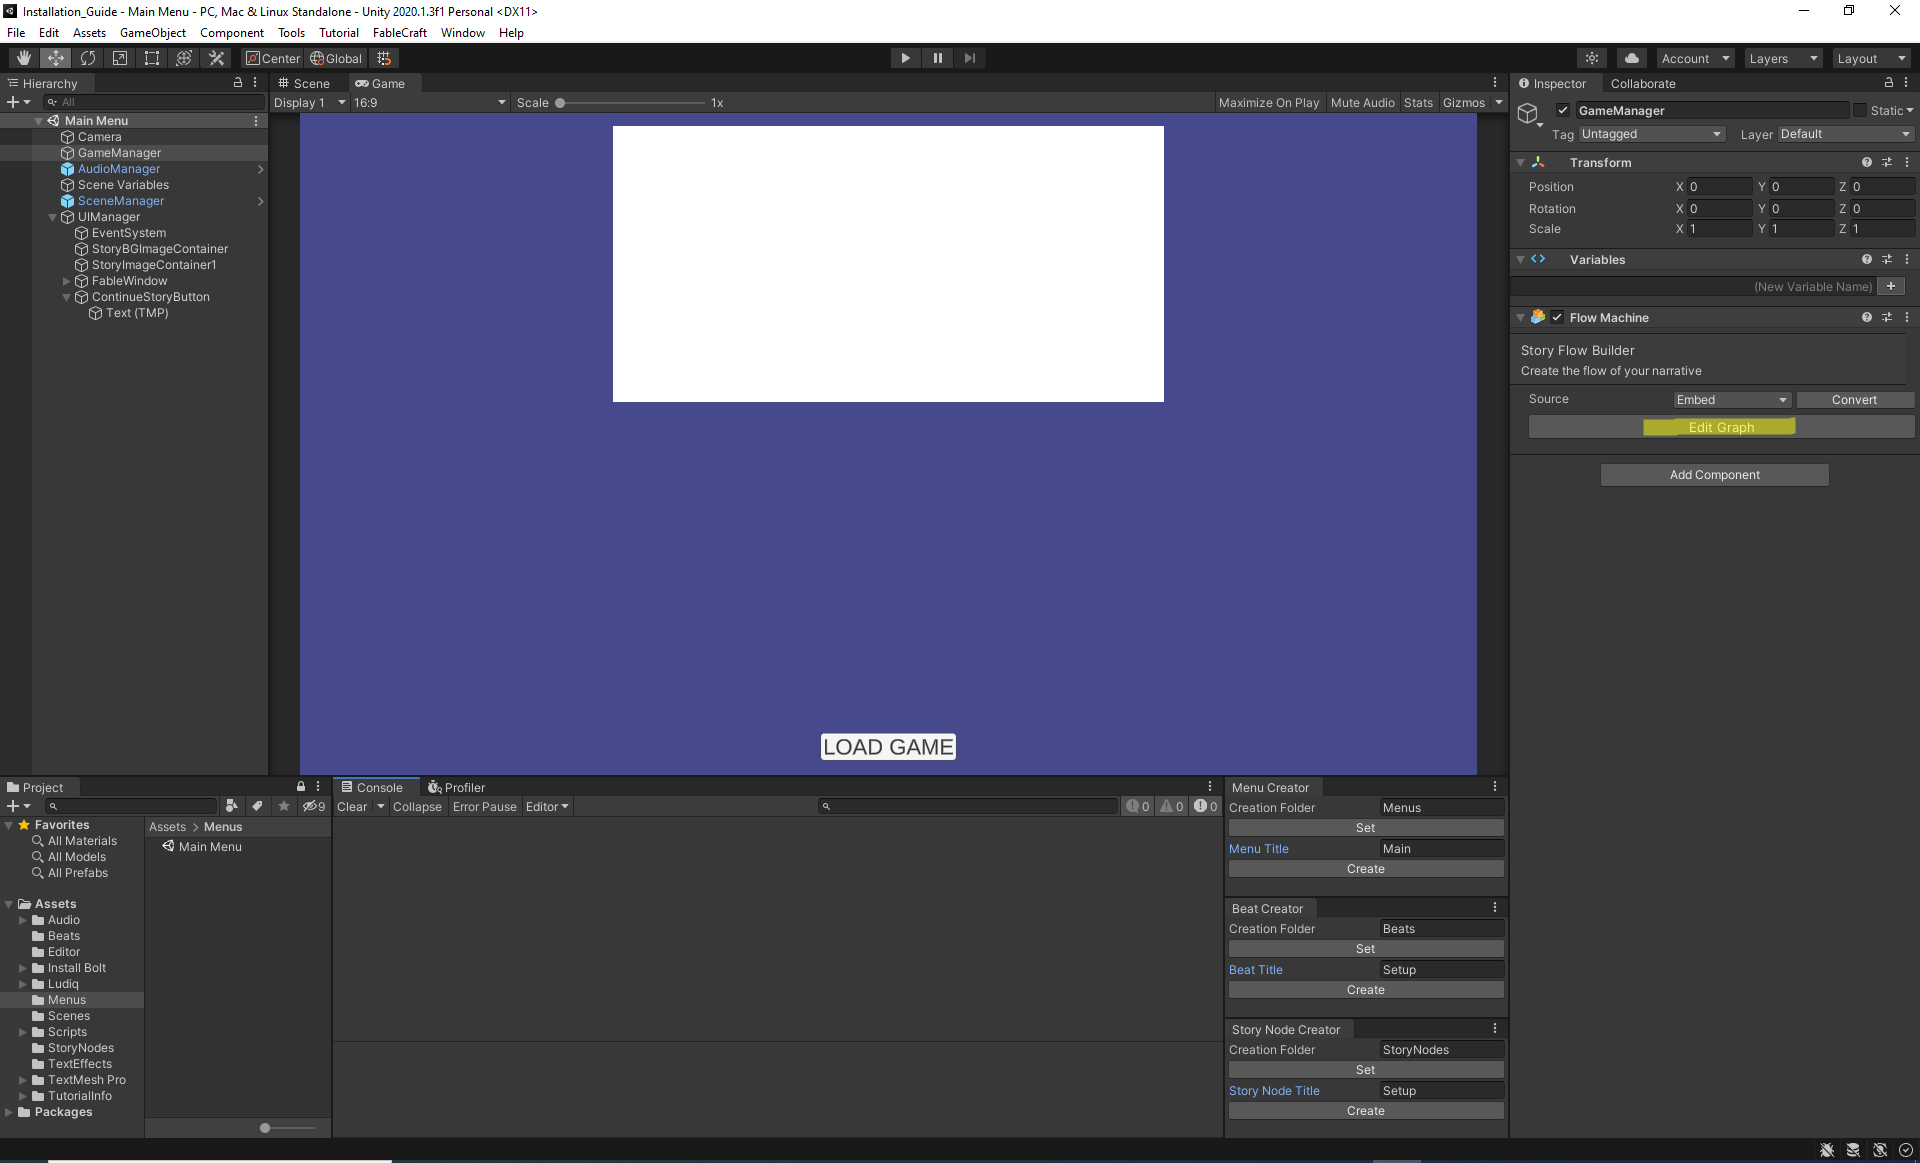 Installation_Guide - Main Menu - PC, Mac & Linux Standalone - Unity 2020.1.3f1 Personal <DX11>
File Edit Assets GameObject Component Tools Tutorial FableCraft Window Help
Center Global Account Layers Layout
Hierarchy
All
Main Menu
Camera
GameManager
AudioManager
Scene Variables
SceneManager
UIManager
EventSystem
StoryBGImageContainer
StoryImageContainer1
FableWindow
ContinueStoryButton
Text (TMP)
Scene Game
Display 1 16:9 Scale 1x Maximize On Play Mute Audio Stats Gizmos
LOAD GAME
Inspector Collaborate
GameManager Static
Tag Untagged Layer Default
Transform
Position X 0 Y 0 Z 0
Rotation X 0 Y 0 Z 0
Scale X 1 Y 1 Z 1
Variables
(New Variable Name) +
Flow Machine
Story Flow Builder
Create the flow of your narrative
Source Embed Convert
Edit Graph
Add Component
Project
9
Favorites
All Materials
All Models
All Prefabs
Assets
Audio
Beats
Editor
Install Bolt
Ludiq
Menus
Scenes
Scripts
StoryNodes
TextEffects
TextMesh Pro
TutorialInfo
Packages
Assets > Menus
Main Menu
Console Profiler
Clear Collapse Error Pause Editor 0 0 0
Menu Creator
Creation Folder Menus
Set
Menu Title Main
Create
Beat Creator
Creation Folder Beats
Set
Beat Title Setup
Create
Story Node Creator
Creation Folder StoryNodes
Set
Story Node Title Setup
Create